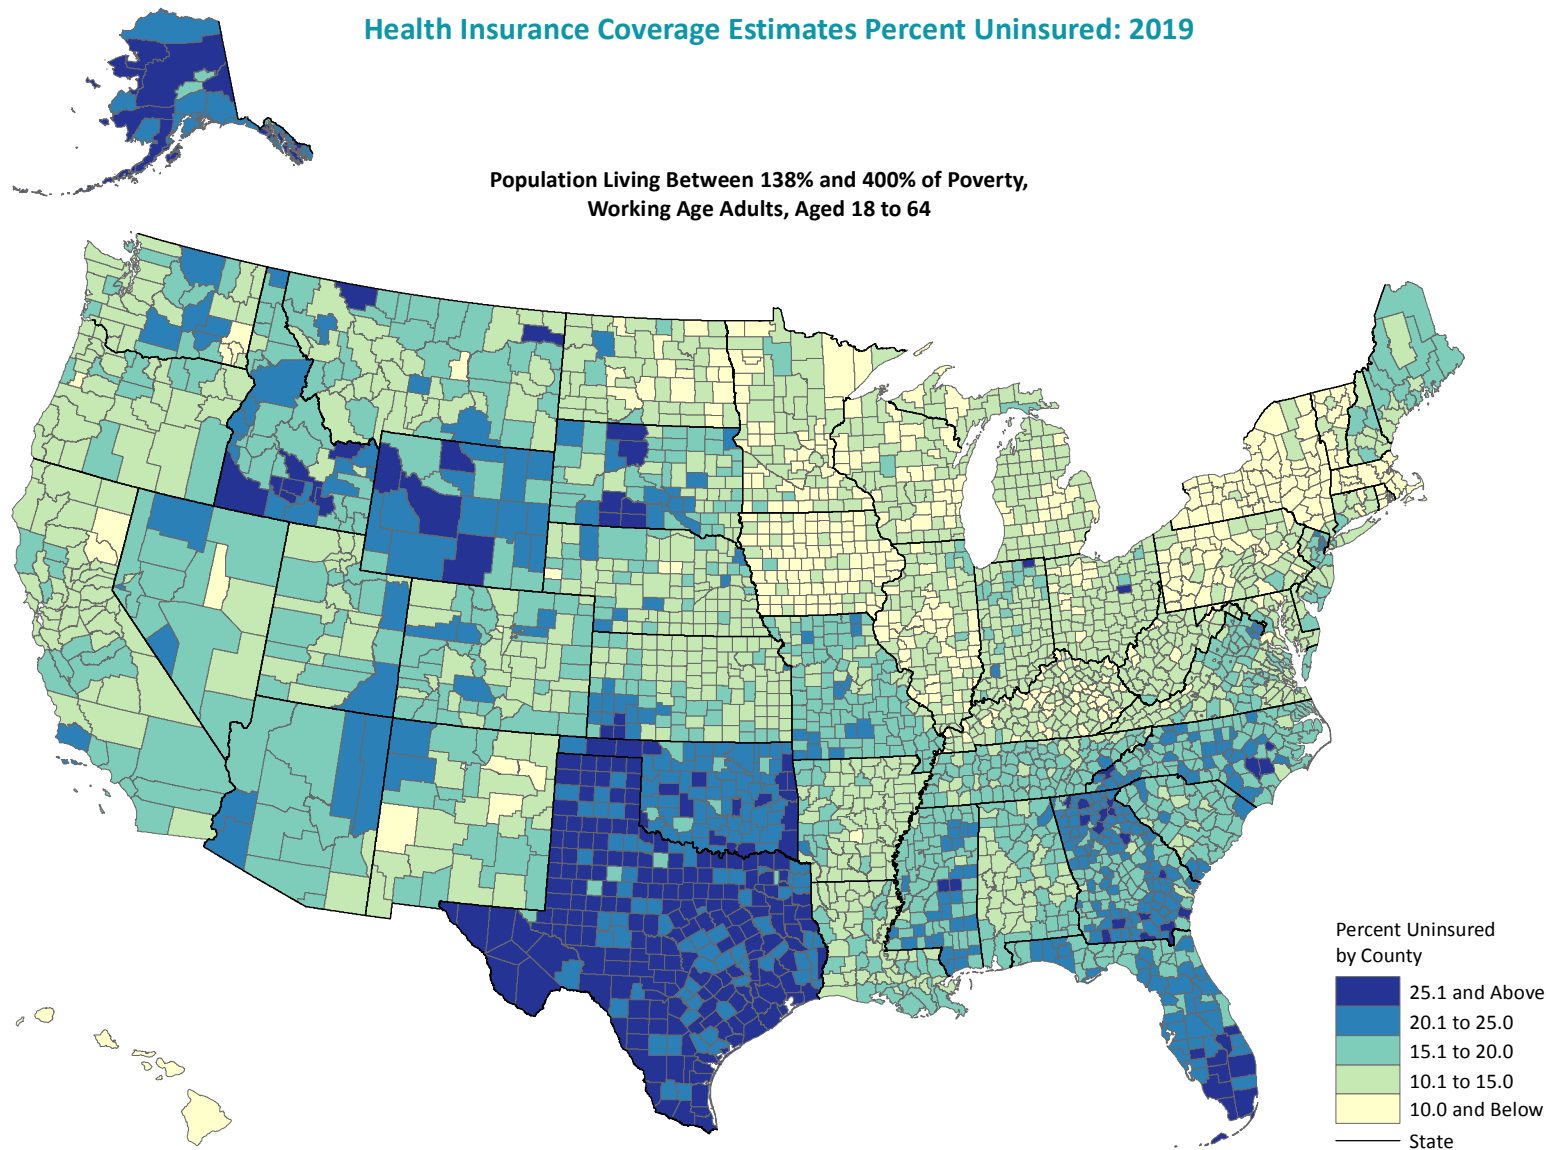 Health Insurance Coverage Estimates Percent Uninsured: 2019
Population Living Between 138% and 400% of Poverty,
Working Age Adults, Aged 18 to 64
Percent Uninsured
by County
25.1 and Above
20.1 to 25.0
15.1 to 20.0
10.1 to 15.0
10.0 and Below
State